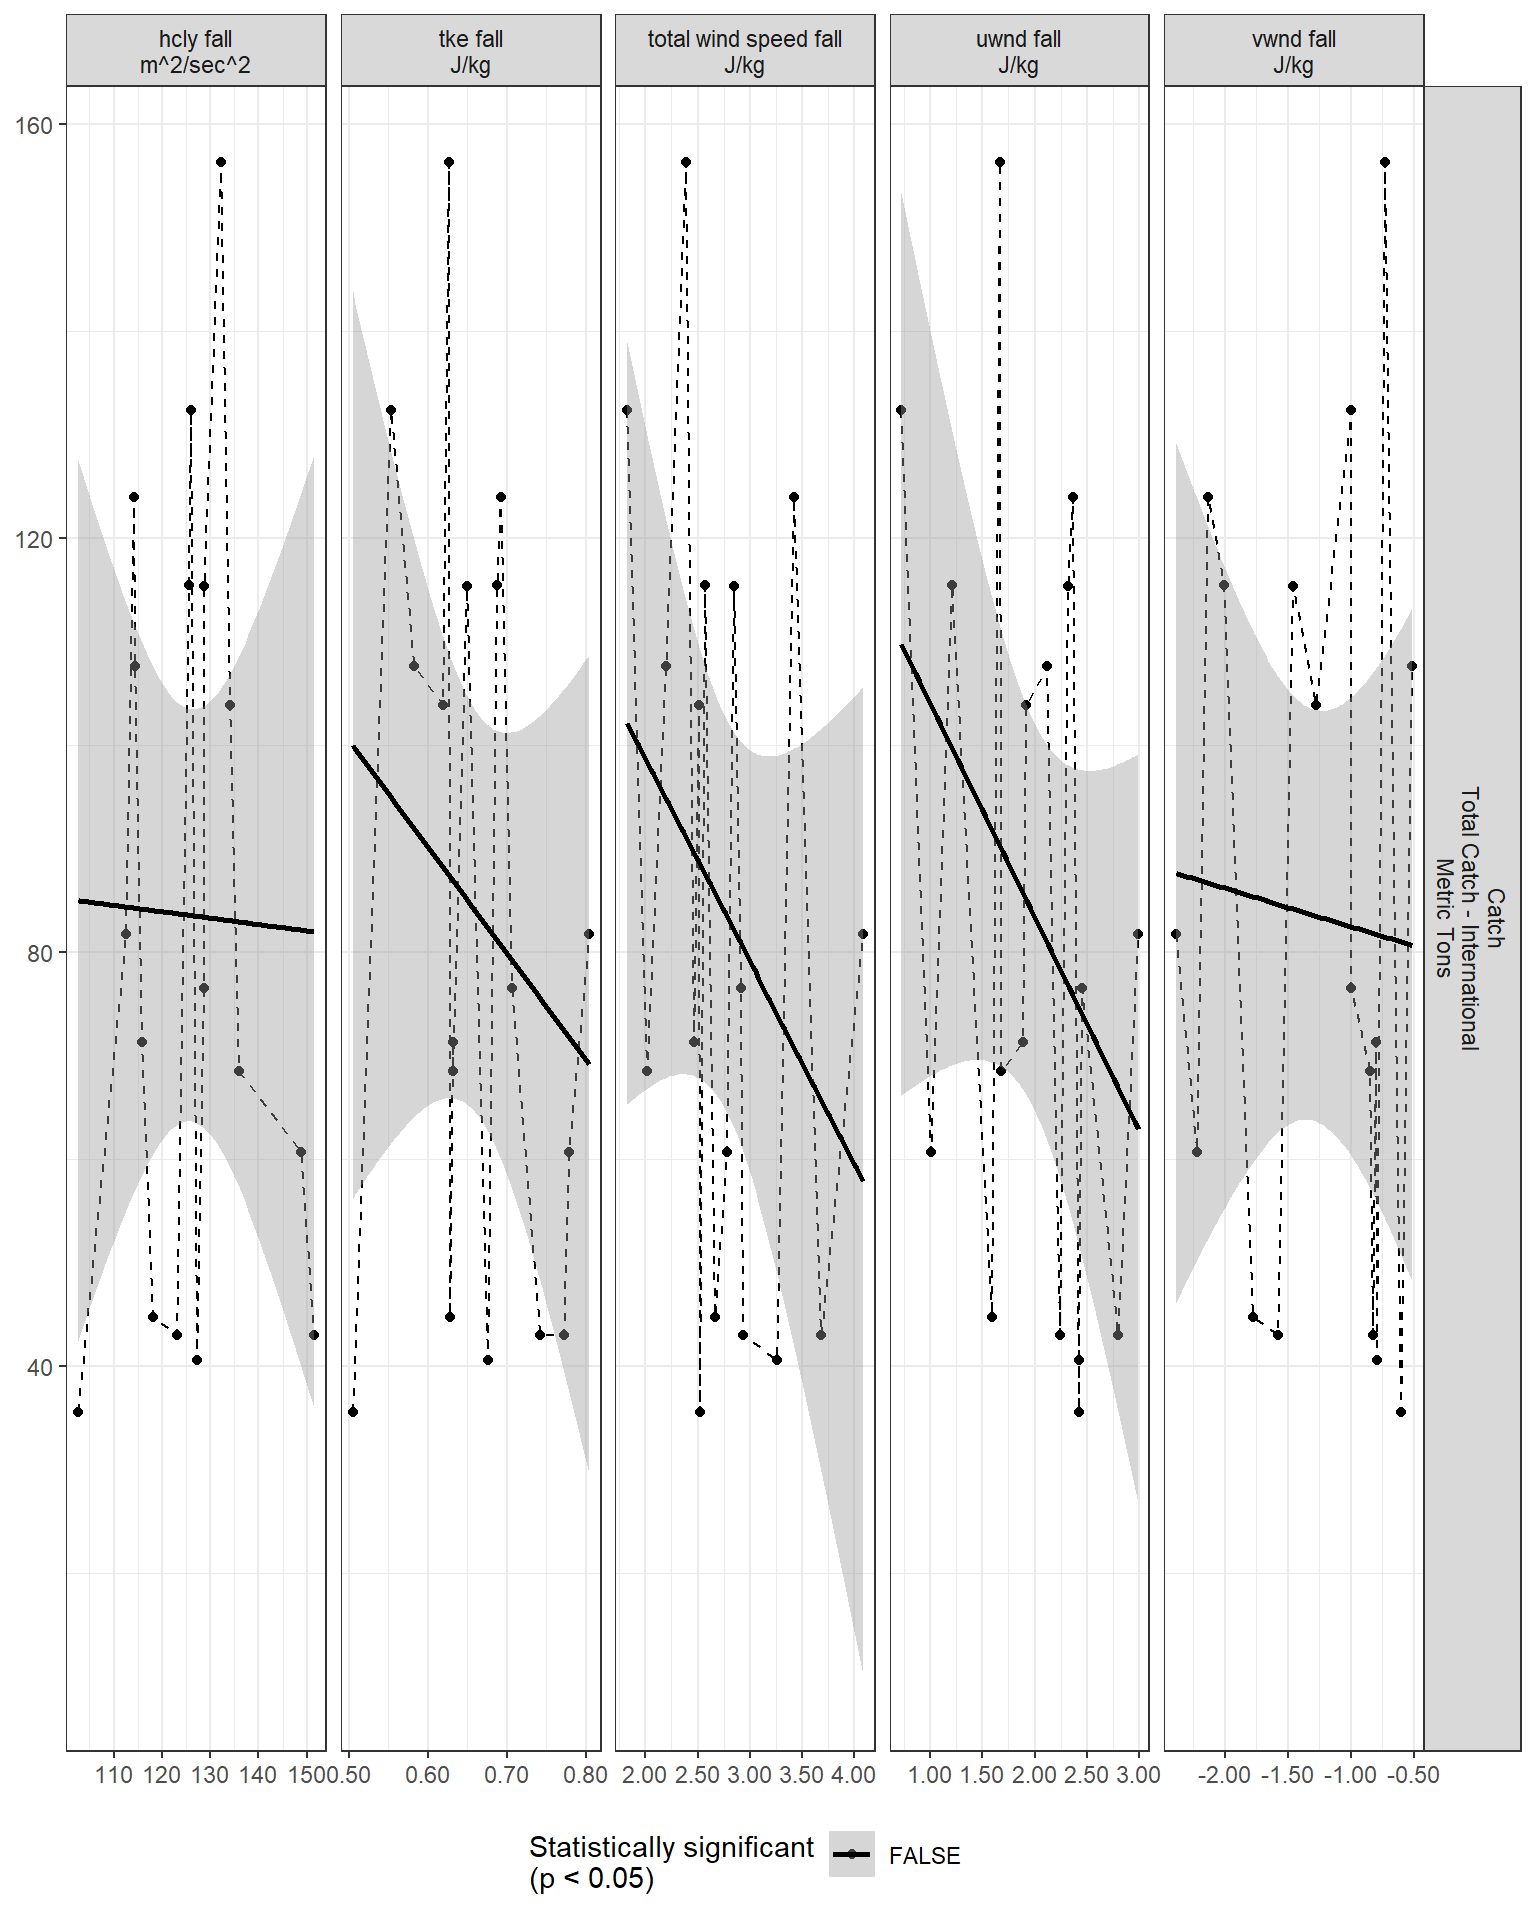 hcly fall
m^2/sec^2
tke fall
J/kg
total wind speed fall
J/kg
uwnd fall
J/kg
vwnd fall
J/kg
160
120
80
40
Catch
Total Catch - International
Metric Tons
110 120 130 140 150
0.50 0.60 0.70 0.80
2.00 2.50 3.00 3.50 4.00
1.00 1.50 2.00 2.50 3.00
-2.00 -1.50 -1.00 -0.50
Statistically significant
(p < 0.05)
FALSE